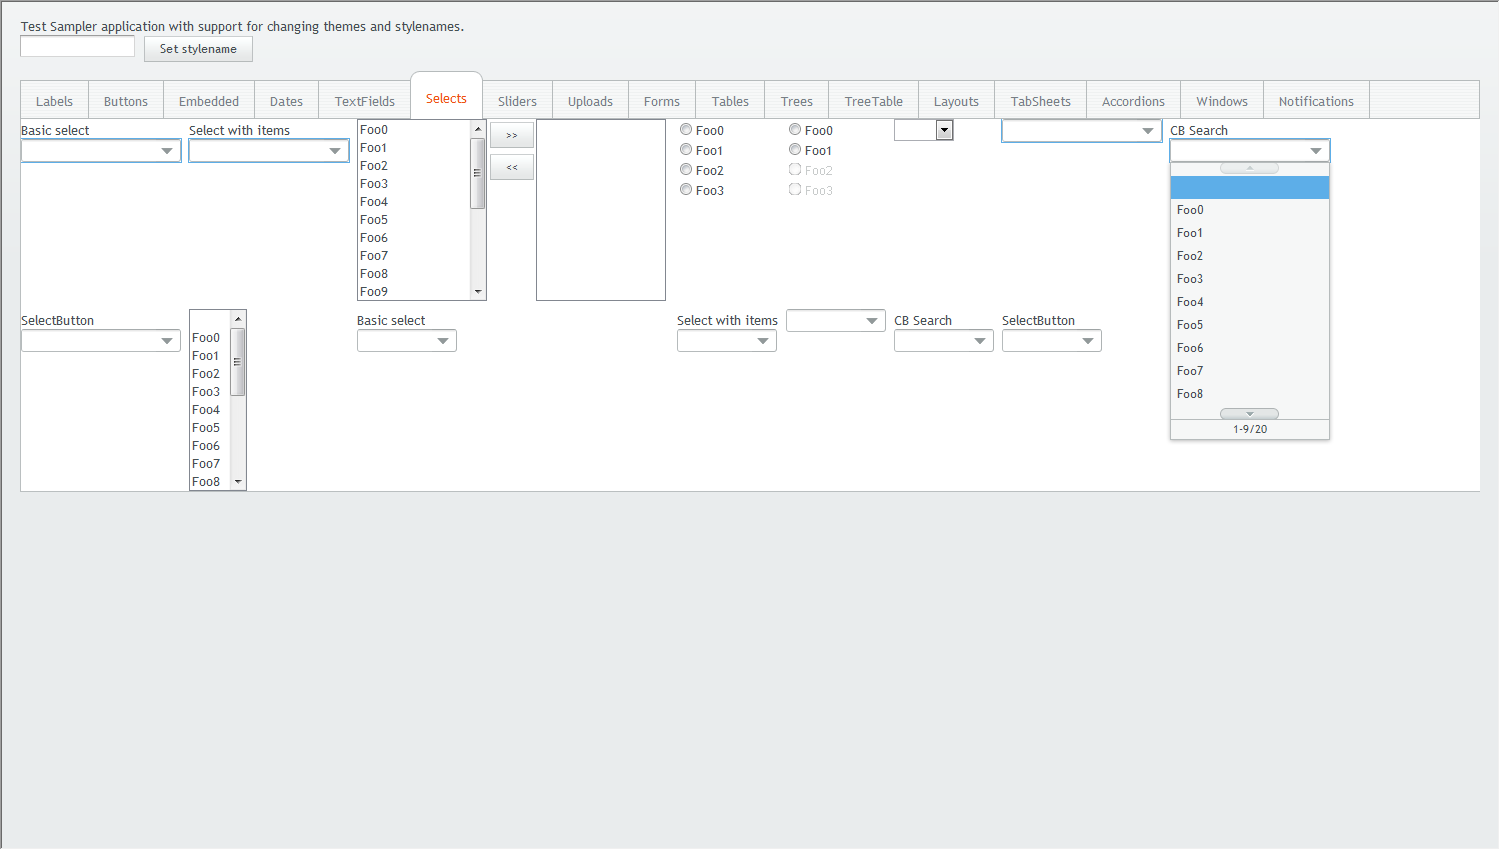 Test Sampler application with support for changing themes and stylenames.
Set stylename
Labels Buttons Embedded Dates TextFields Selects Sliders Uploads Forms Tables Trees TreeTable Layouts TabSheets Accordions Windows Notifications
Basic select
Select with items
Foo0
Foo1
Foo2
Foo3
Foo4
Foo5
Foo6
Foo7
Foo8
Foo9
>>
<<
Foo0
Foo1
Foo2
Foo3
Foo0
Foo1
Foo2
Foo3
CB Search
Foo0
Foo1
Foo2
Foo3
Foo4
Foo5
Foo6
Foo7
Foo8
1-9/20
SelectButton
Foo0
Foo1
Foo2
Foo3
Foo4
Foo5
Foo6
Foo7
Foo8
Basic select
Select with items
CB Search
SelectButton